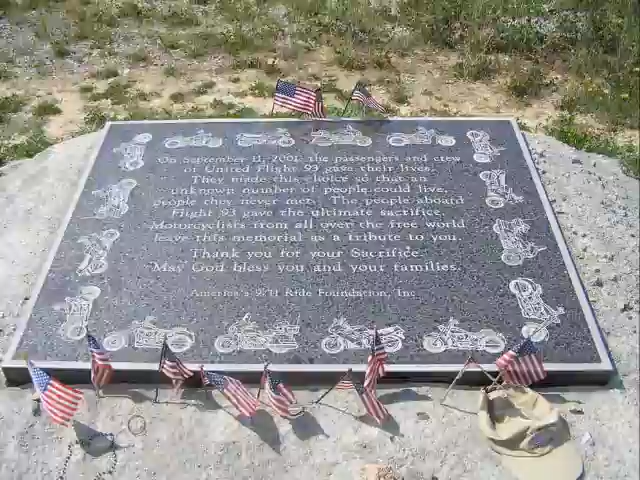 On September 11, 2001, the passengers and crew
of United Flight 93 gave their lives.
They made this choice so that an
unknown number of people could live,
people they never met. The people aboard
Flight 93 gave the ultimate sacrifice.
Motorcyclists from all over the free world
leave this memorial as a tribute to you.
Thank you for your Sacrifice.
May God bless you and your families.
America's 9/11 Ride Foundation, Inc.